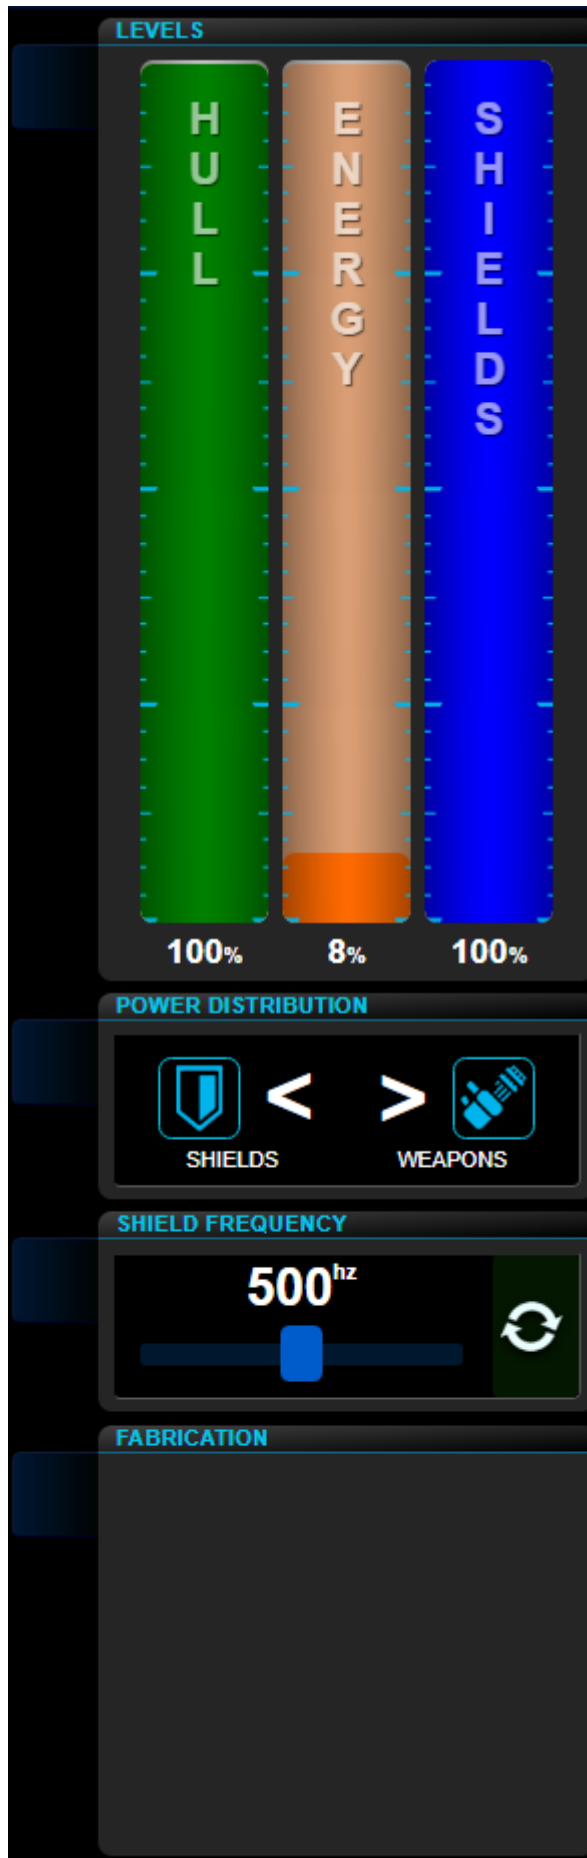 LEVELS
HULL
ENERGY
SHIELDS
100%
8%
100%
POWER DISTRIBUTION
< >
SHIELDS
WEAPONS
SHIELD FREQUENCY
500hz
FABRICATION